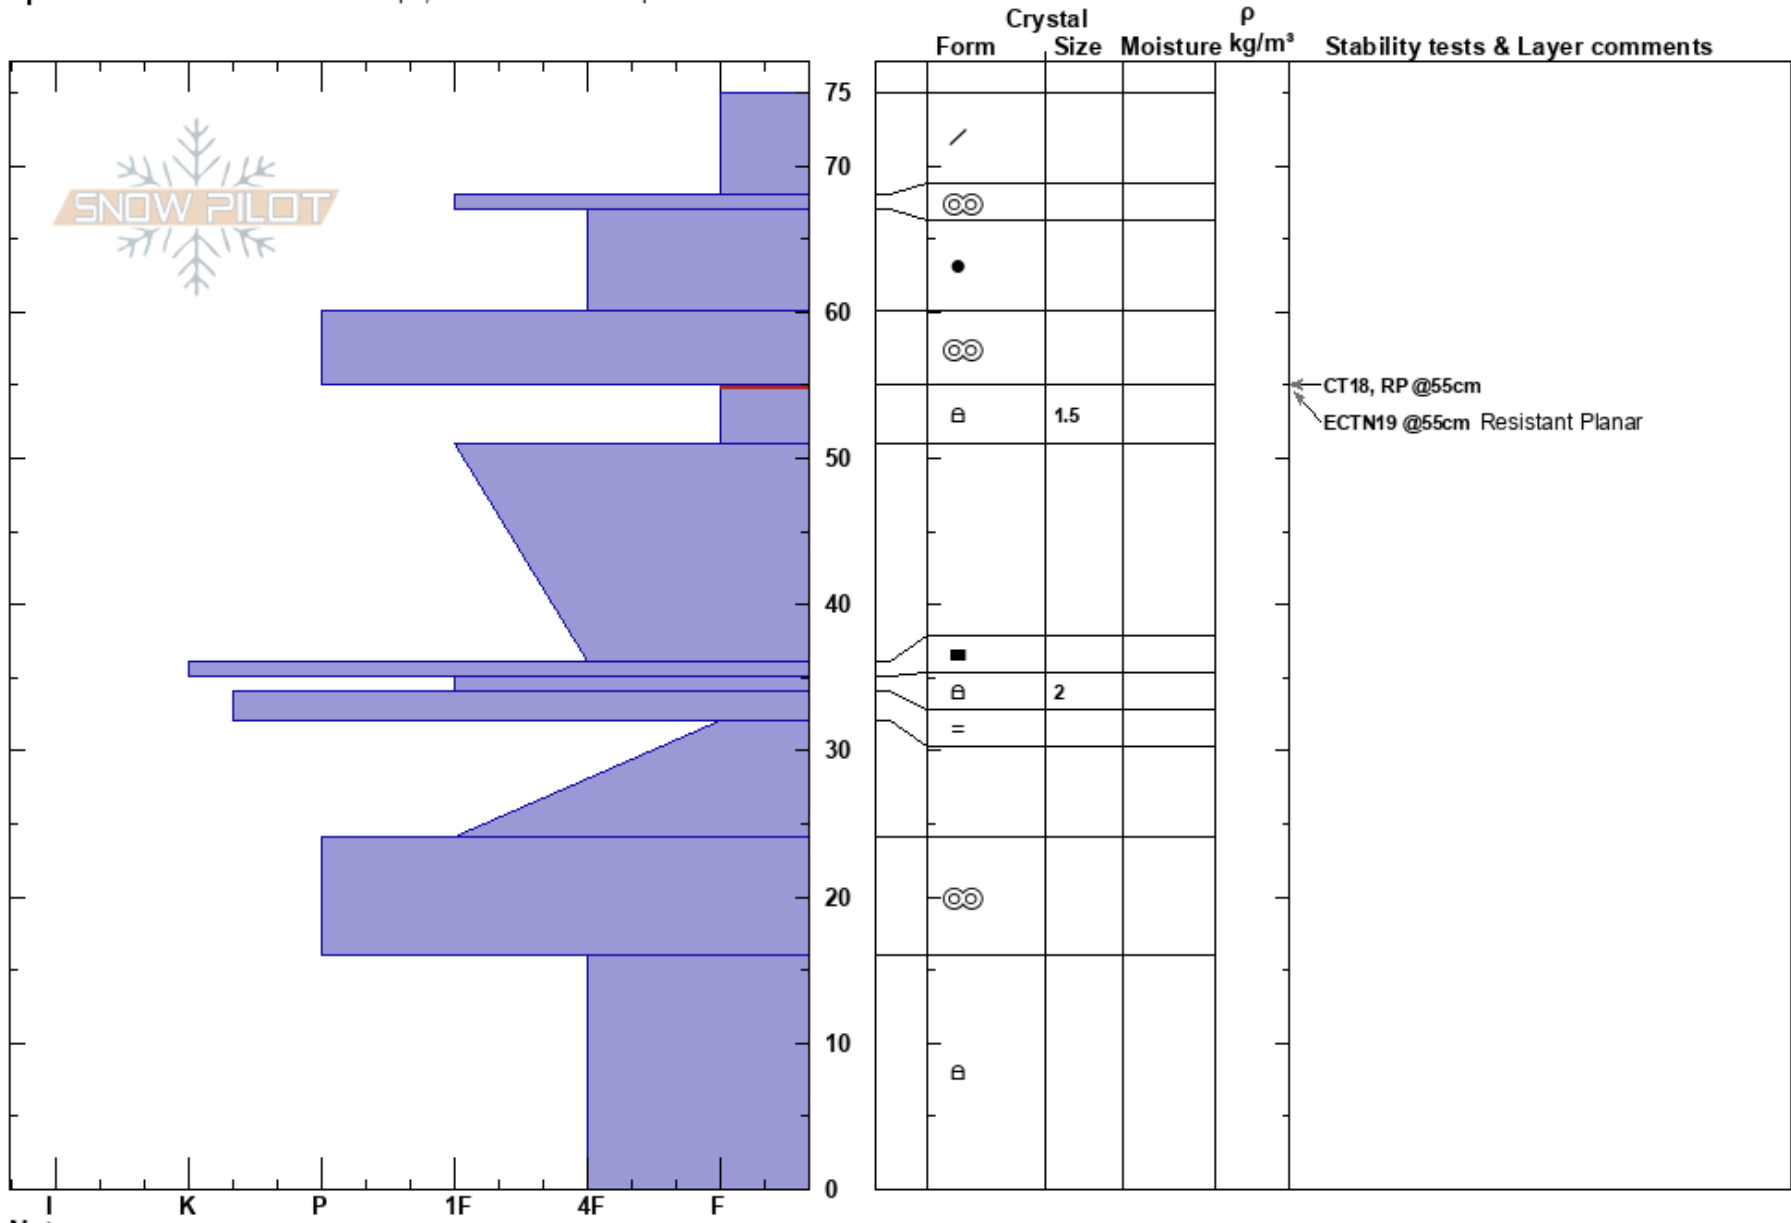 Crystal
ρ
Form Size Moisture kg/m³ Stability tests & Layer comments
75
SNOW PILOT
70
60
CT18, RP @55cm
1.5
ECTN19 @55cm Resistant Planar
50
40
2
=
30
20
10
0
I K P 1F 4F F